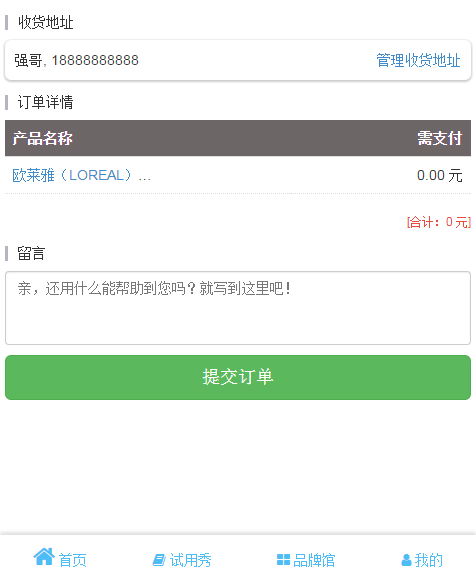 收货地址
强哥, 18888888888 管理收货地址
订单详情
产品名称 需支付
欧莱雅（LOREAL）… 0.00 元
[合计：0 元]
留言
亲，还用什么能帮助到您吗？就写到这里吧！
提交订单
首页 试用秀 品牌馆 我的